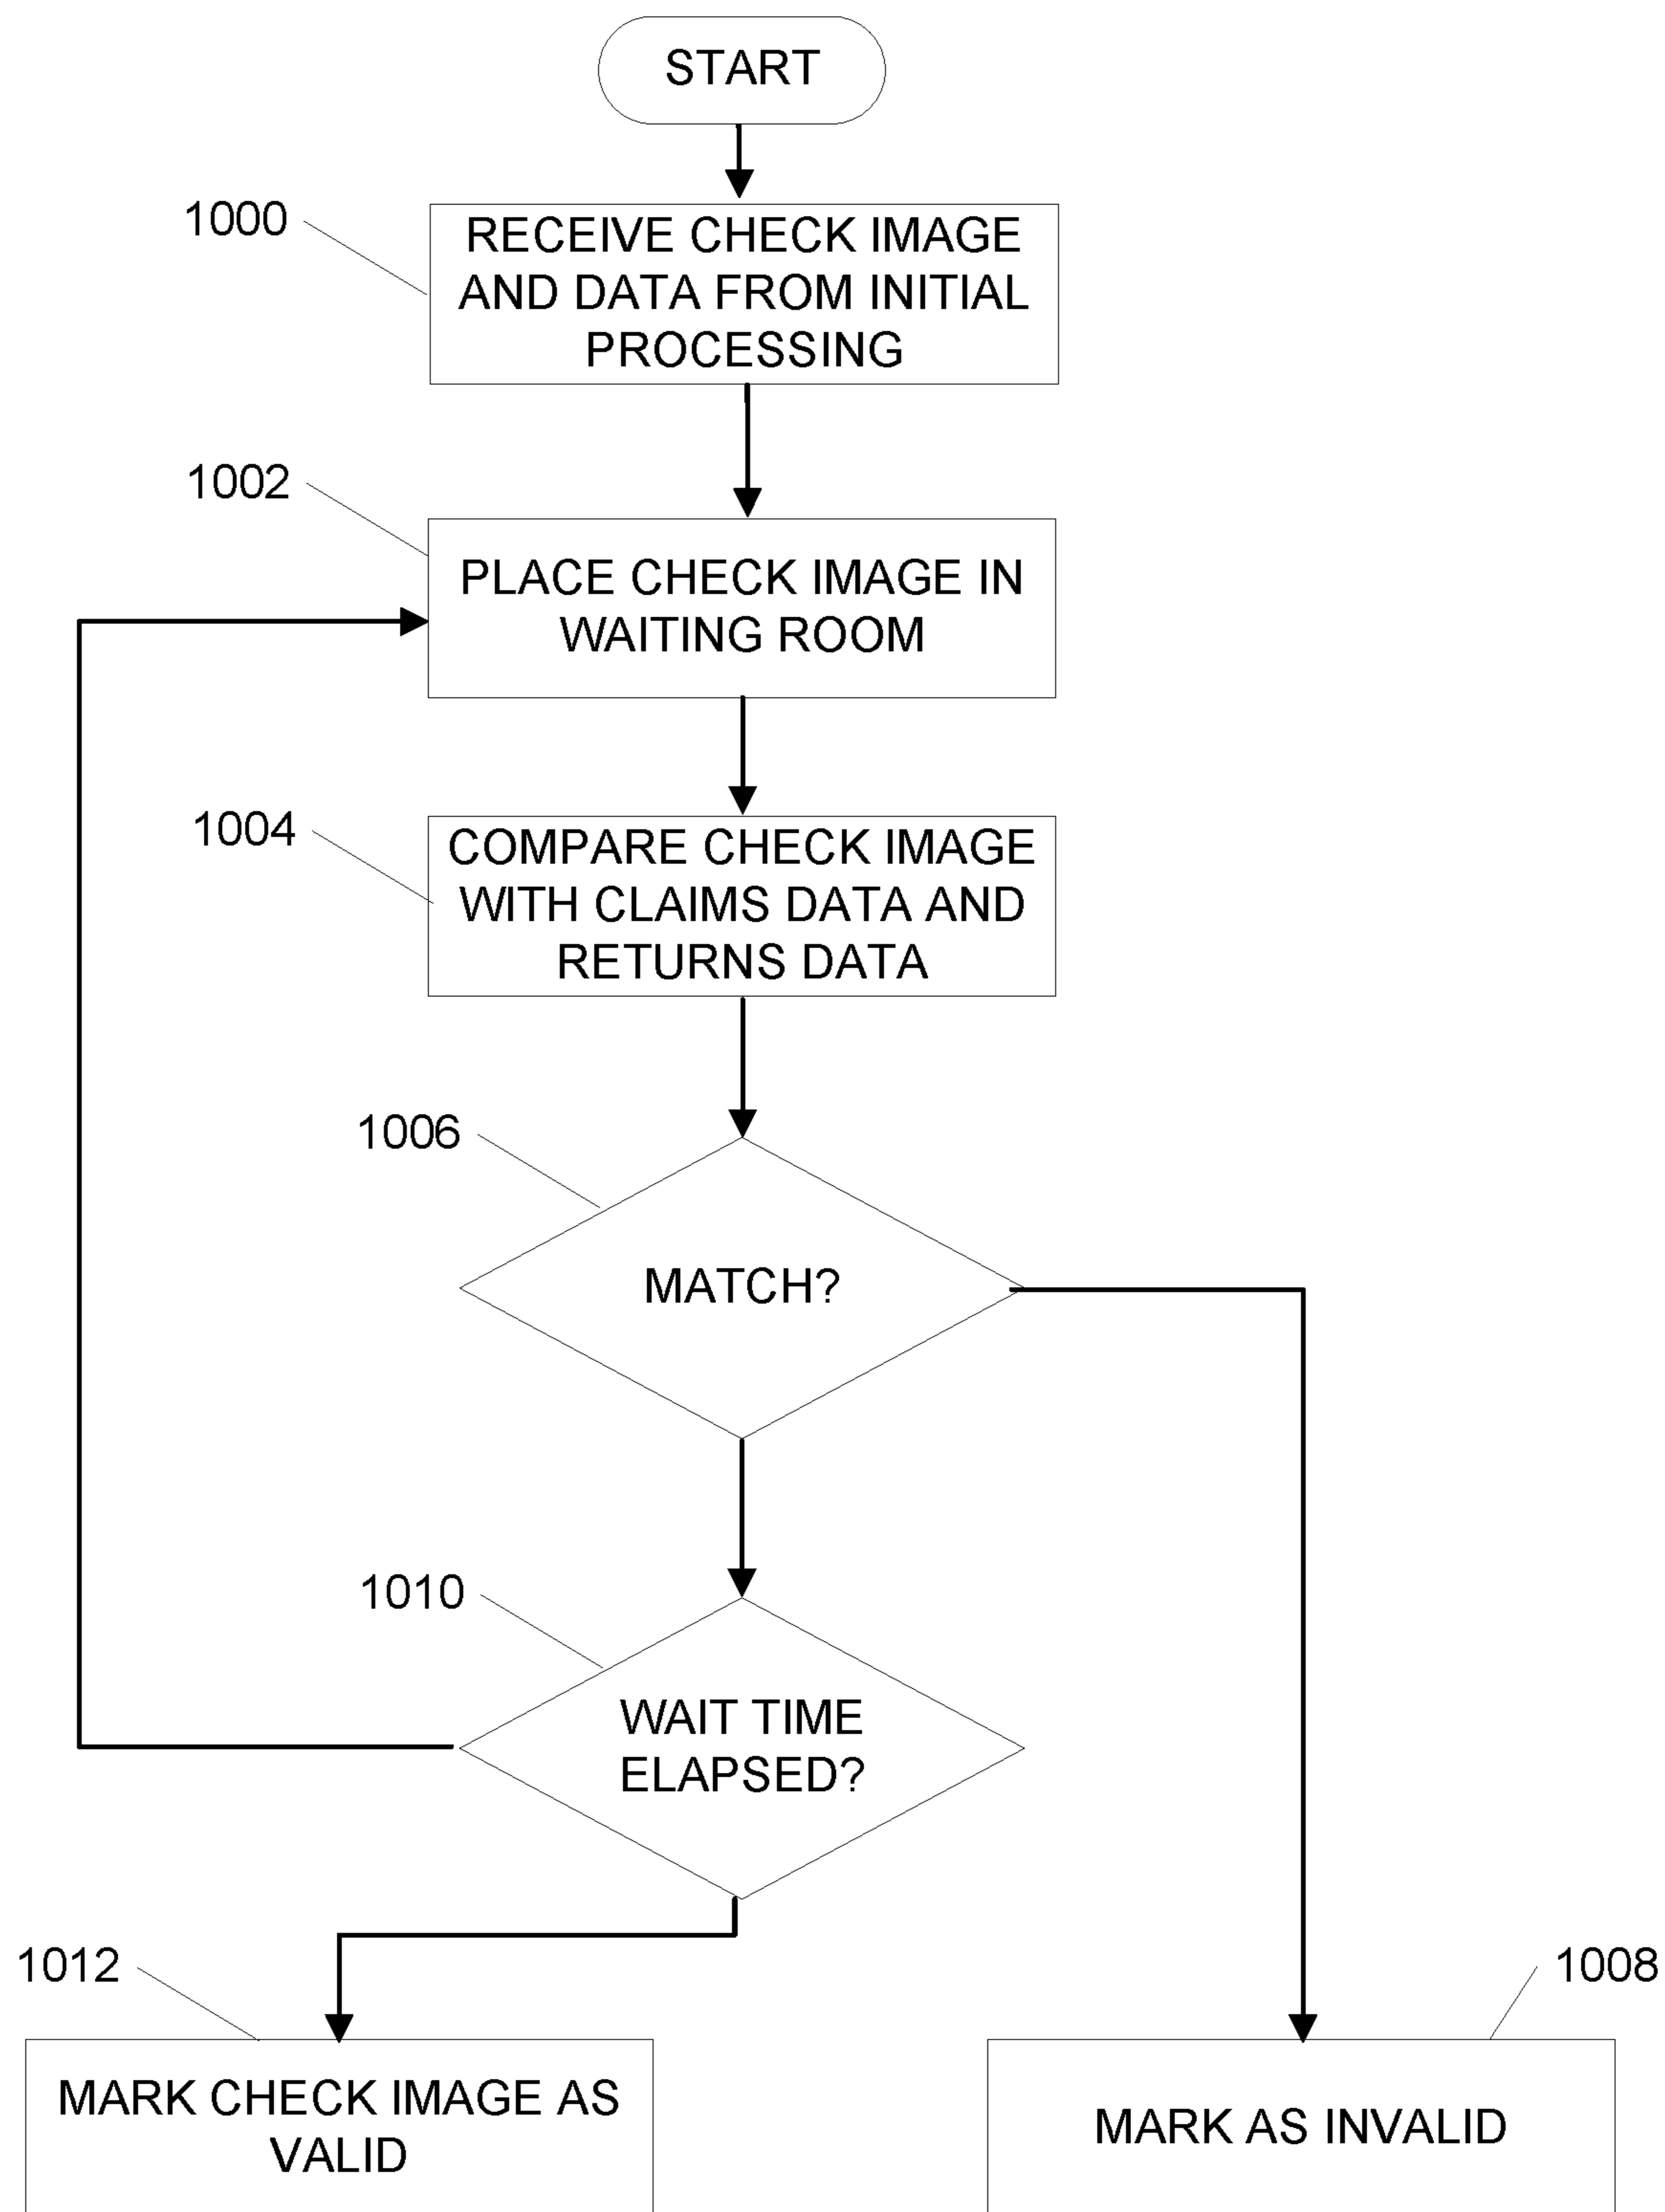 START
1000
RECEIVE CHECK IMAGE
AND DATA FROM INITIAL
PROCESSING
1002
PLACE CHECK IMAGE IN
WAITING ROOM
1004
COMPARE CHECK IMAGE
WITH CLAIMS DATA AND
RETURNS DATA
1006
MATCH?
1010
WAIT TIME
ELAPSED?
1012
MARK CHECK IMAGE AS
VALID
1008
MARK AS INVALID